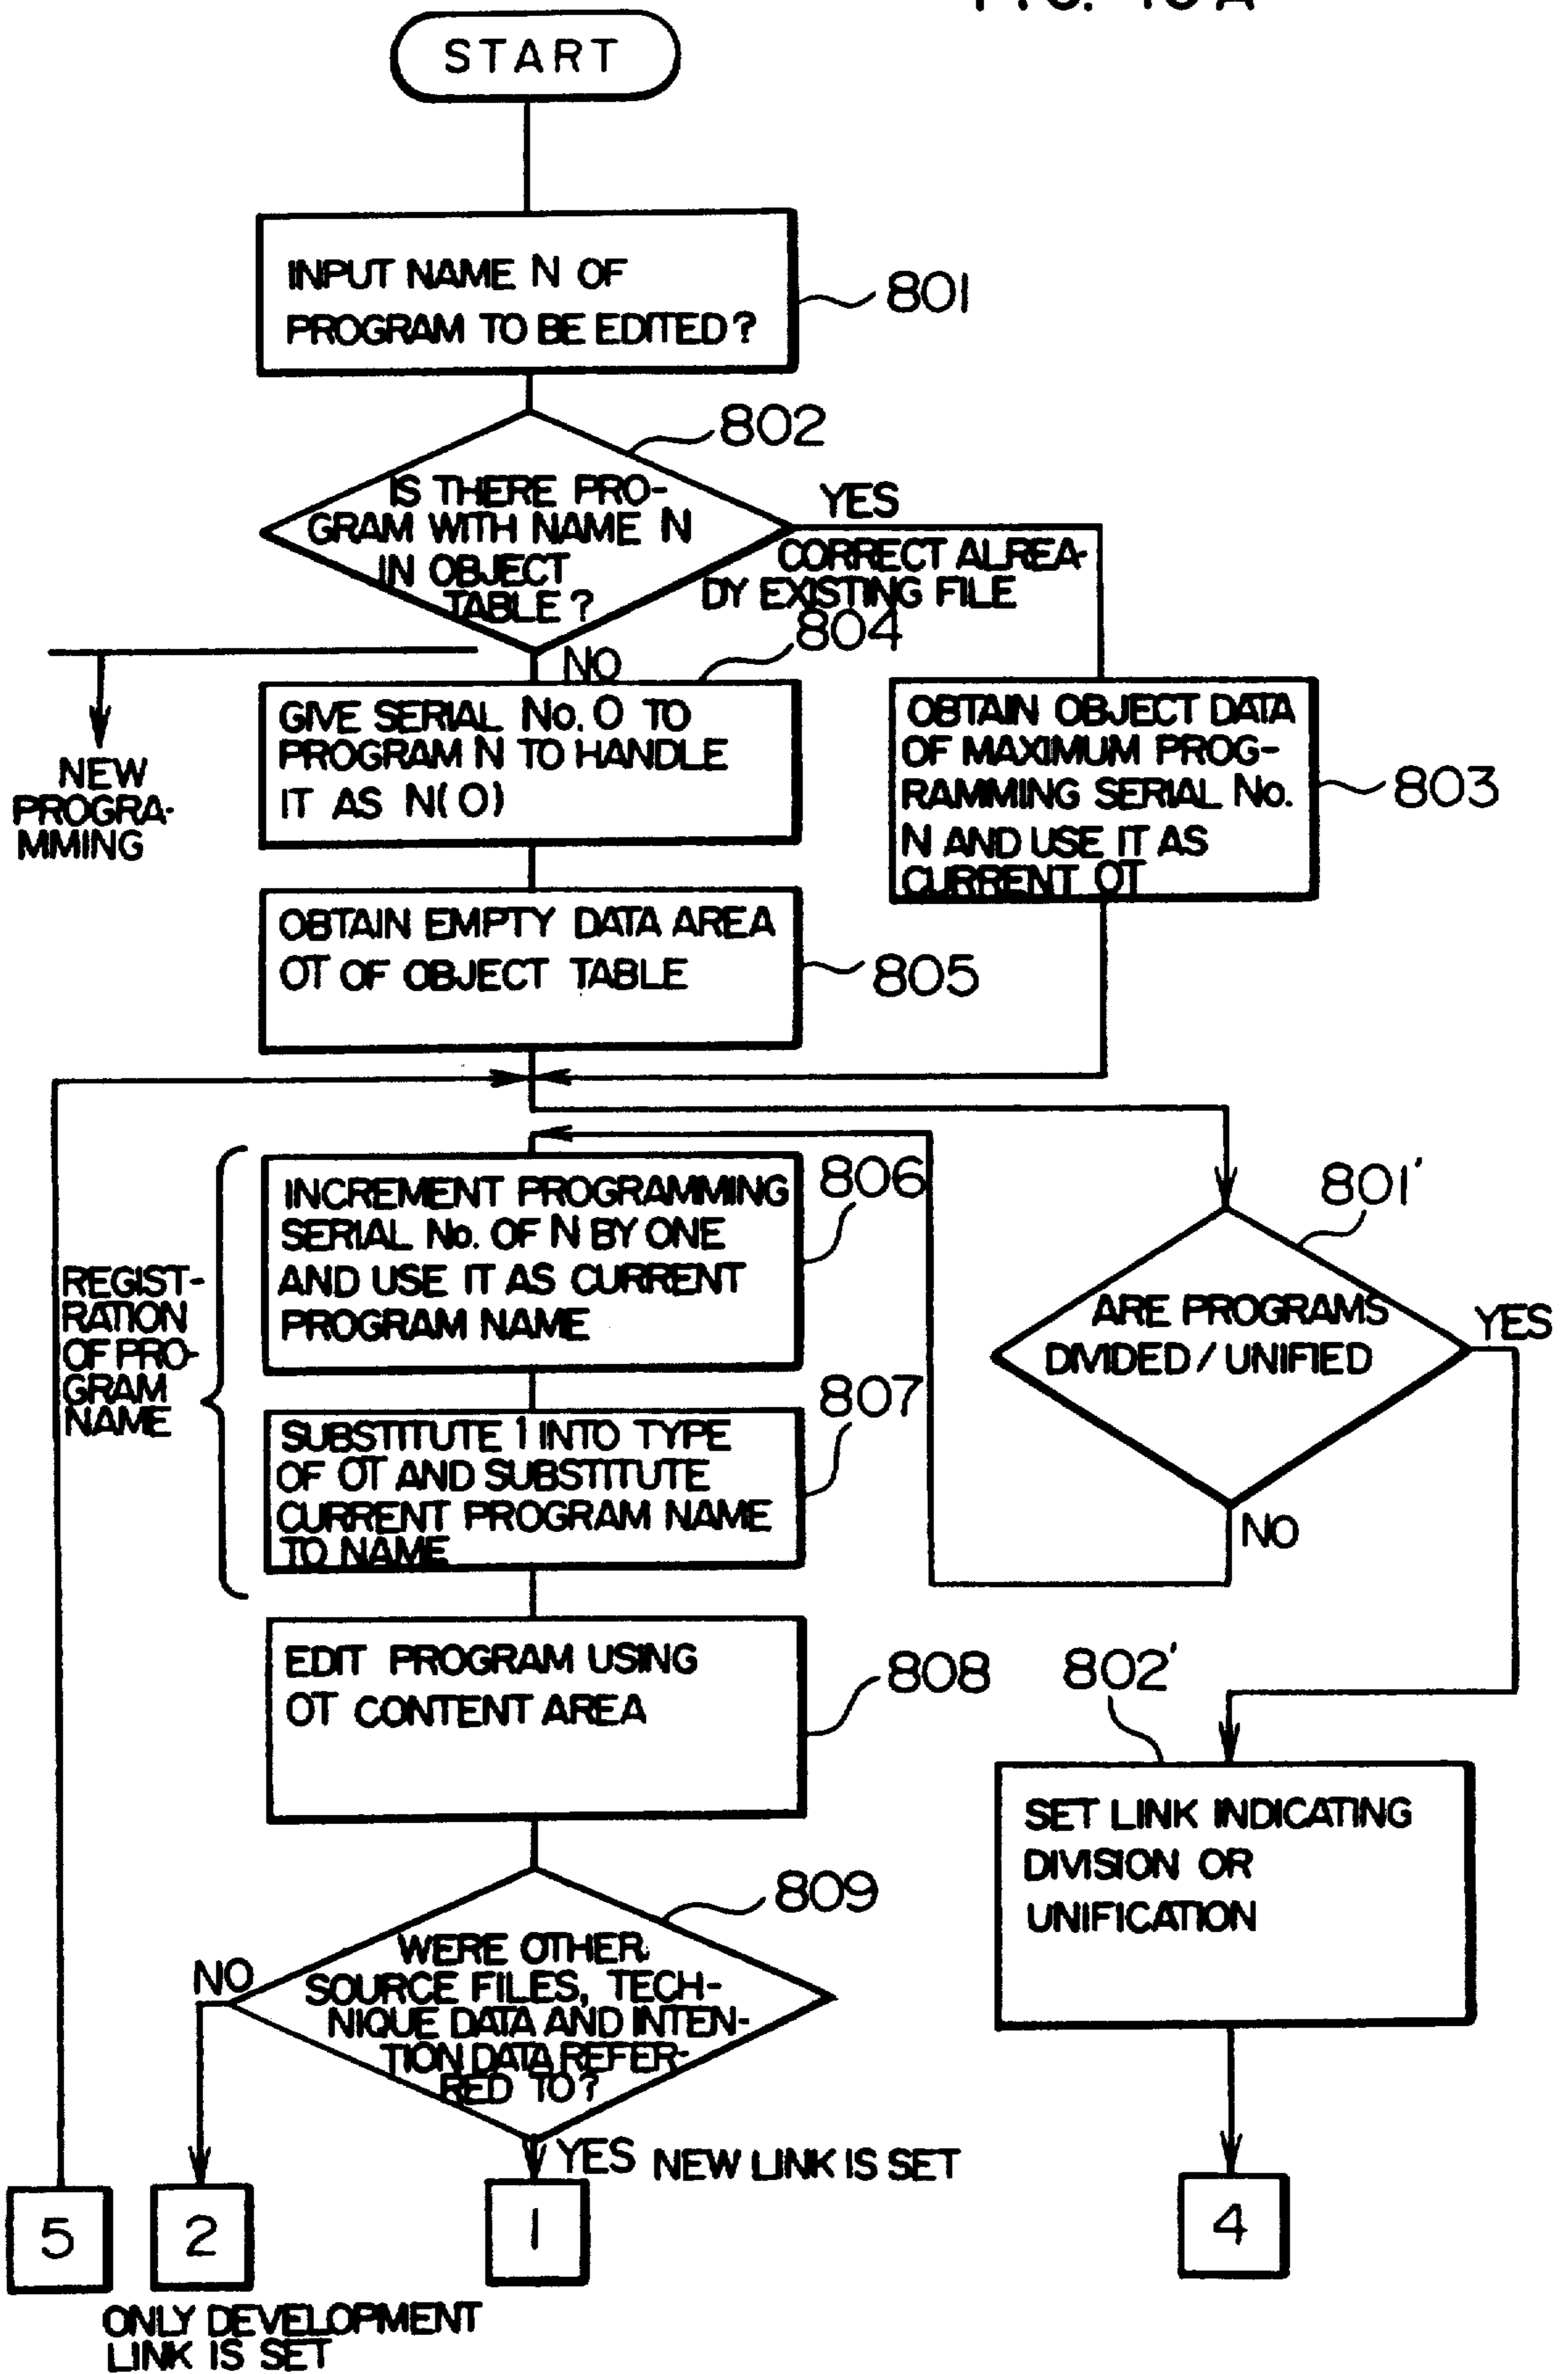 START
INPUT NAME N OF
PROGRAM TO BE EDITED?
801
802
IS THERE PRO-
GRAM WITH NAME N
IN OBJECT
TABLE?
YES
CORRECT ALREA-
DY EXISTING FILE
804
NO
NEW
PROGRA-
MMING
GIVE SERIAL No. 0 TO
PROGRAM N TO HANDLE
IT AS N(0)
OBTAIN OBJECT DATA
OF MAXIMUM PROG-
RAMMING SERIAL No.
N AND USE IT AS
CURRENT OT
803
OBTAIN EMPTY DATA AREA
OT OF OBJECT TABLE
805
REGIST-
RATION
OF PRO-
GRAM
NAME
INCREMENT PROGRAMMING
SERIAL No. OF N BY ONE
AND USE IT AS CURRENT
PROGRAM NAME
806
801'
ARE PROGRAMS
DIVIDED/UNIFIED
YES
NO
SUBSTITUTE 1 INTO TYPE
OF OT AND SUBSTITUTE
CURRENT PROGRAM NAME
TO NAME
807
EDIT PROGRAM USING
OT CONTENT AREA
808
802'
SET LINK INDICATING
DIVISION OR
UNIFICATION
809
WERE OTHER
SOURCE FILES, TECH-
NIQUE DATA AND INTEN-
TION DATA REFER-
RED TO?
NO
YES NEW LINK IS SET
5
2
1
4
ONLY DEVELOPMENT
LINK IS SET